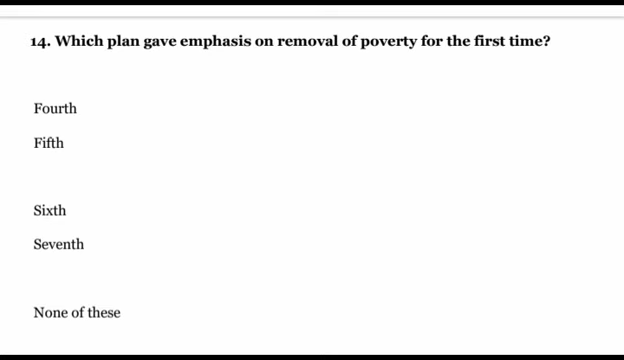 14. Which plan gave emphasis on removal of poverty for the first time?
Fourth
Fifth
Sixth
Seventh
None of these